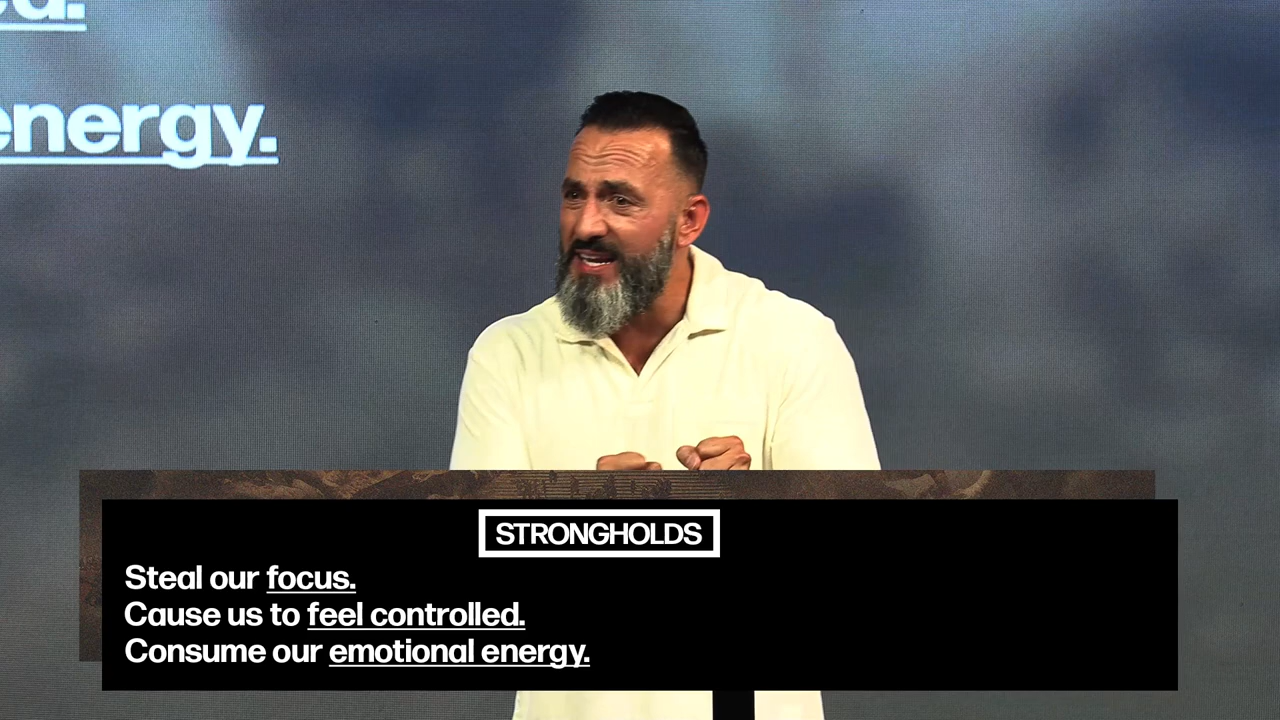 energy.
STRONGHOLDS
Steal our focus.
Cause us to feel controlled.
Consume our emotional energy.